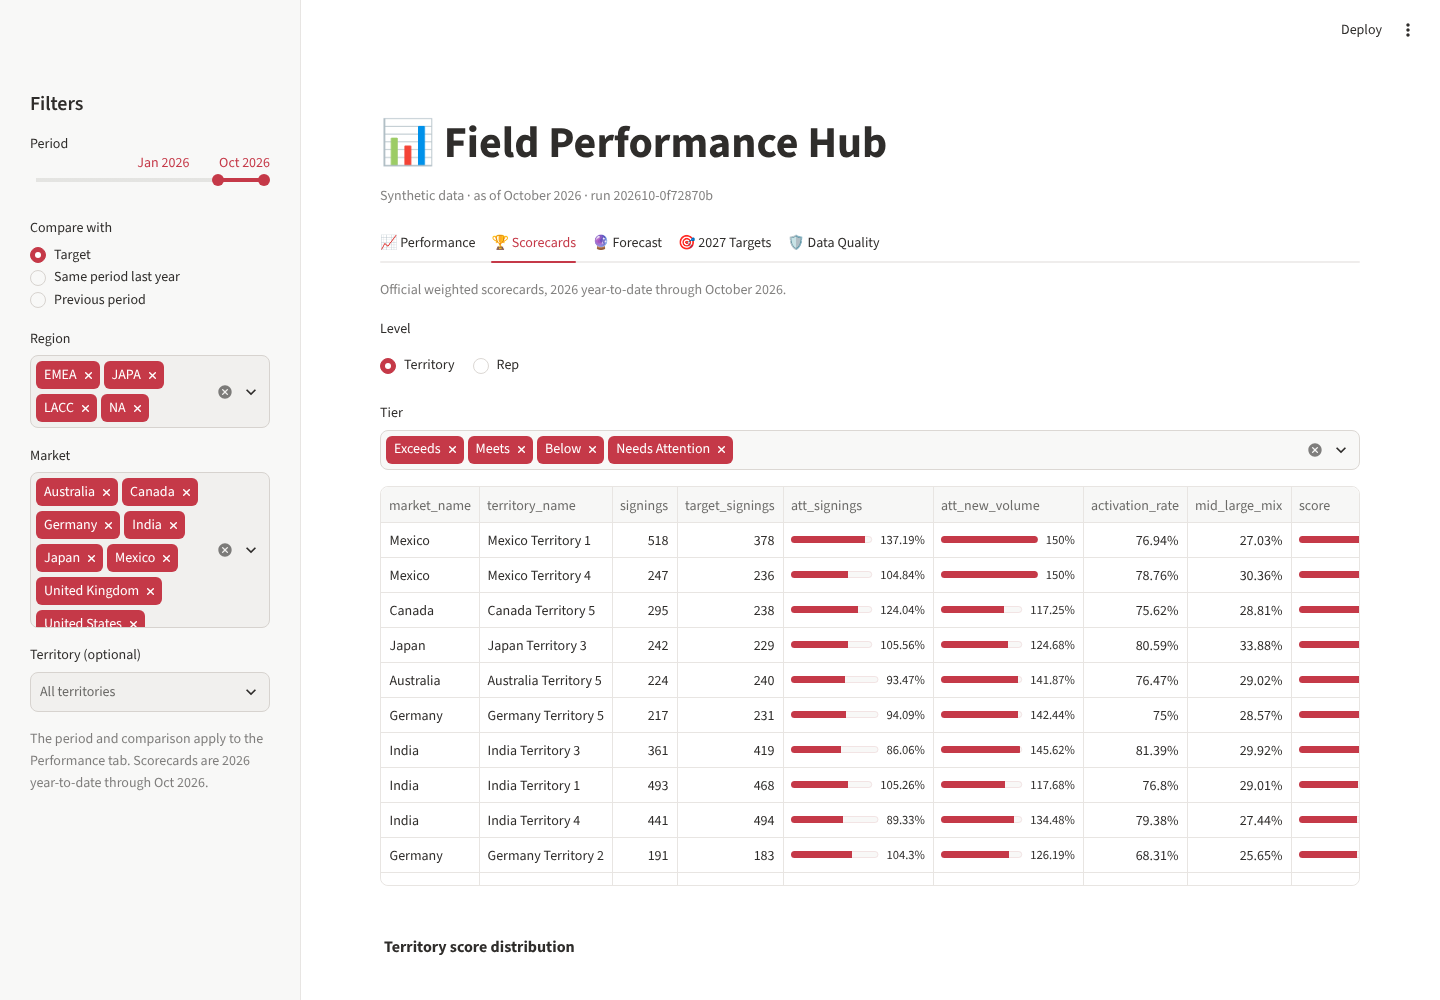 Deploy
Filters
Period
Jan 2026 Oct 2026
Compare with
Target
Same period last year
Previous period
Region
EMEA JAPA
LACC NA
Market
Australia Canada
Germany India
Japan Mexico
United Kingdom
United States
Territory (optional)
All territories
The period and comparison apply to the
Performance tab. Scorecards are 2026
year-to-date through Oct 2026.
Field Performance Hub
Synthetic data · as of October 2026 · run 202610-0f72870b
Performance Scorecards Forecast 2027 Targets Data Quality
Official weighted scorecards, 2026 year-to-date through October 2026.
Level
Territory Rep
Tier
Exceeds Meets Below Needs Attention
market_name territory_name signings target_signings att_signings att_new_volume activation_rate mid_large_mix score
Mexico Mexico Territory 1 518 378 137.19% 150% 76.94% 27.03%
Mexico Mexico Territory 4 247 236 104.84% 150% 78.76% 30.36%
Canada Canada Territory 5 295 238 124.04% 117.25% 75.62% 28.81%
Japan Japan Territory 3 242 229 105.56% 124.68% 80.59% 33.88%
Australia Australia Territory 5 224 240 93.47% 141.87% 76.47% 29.02%
Germany Germany Territory 5 217 231 94.09% 142.44% 75% 28.57%
India India Territory 3 361 419 86.06% 145.62% 81.39% 29.92%
India India Territory 1 493 468 105.26% 117.68% 76.8% 29.01%
India India Territory 4 441 494 89.33% 134.48% 79.38% 27.44%
Germany Germany Territory 2 191 183 104.3% 126.19% 68.31% 25.65%
Territory score distribution